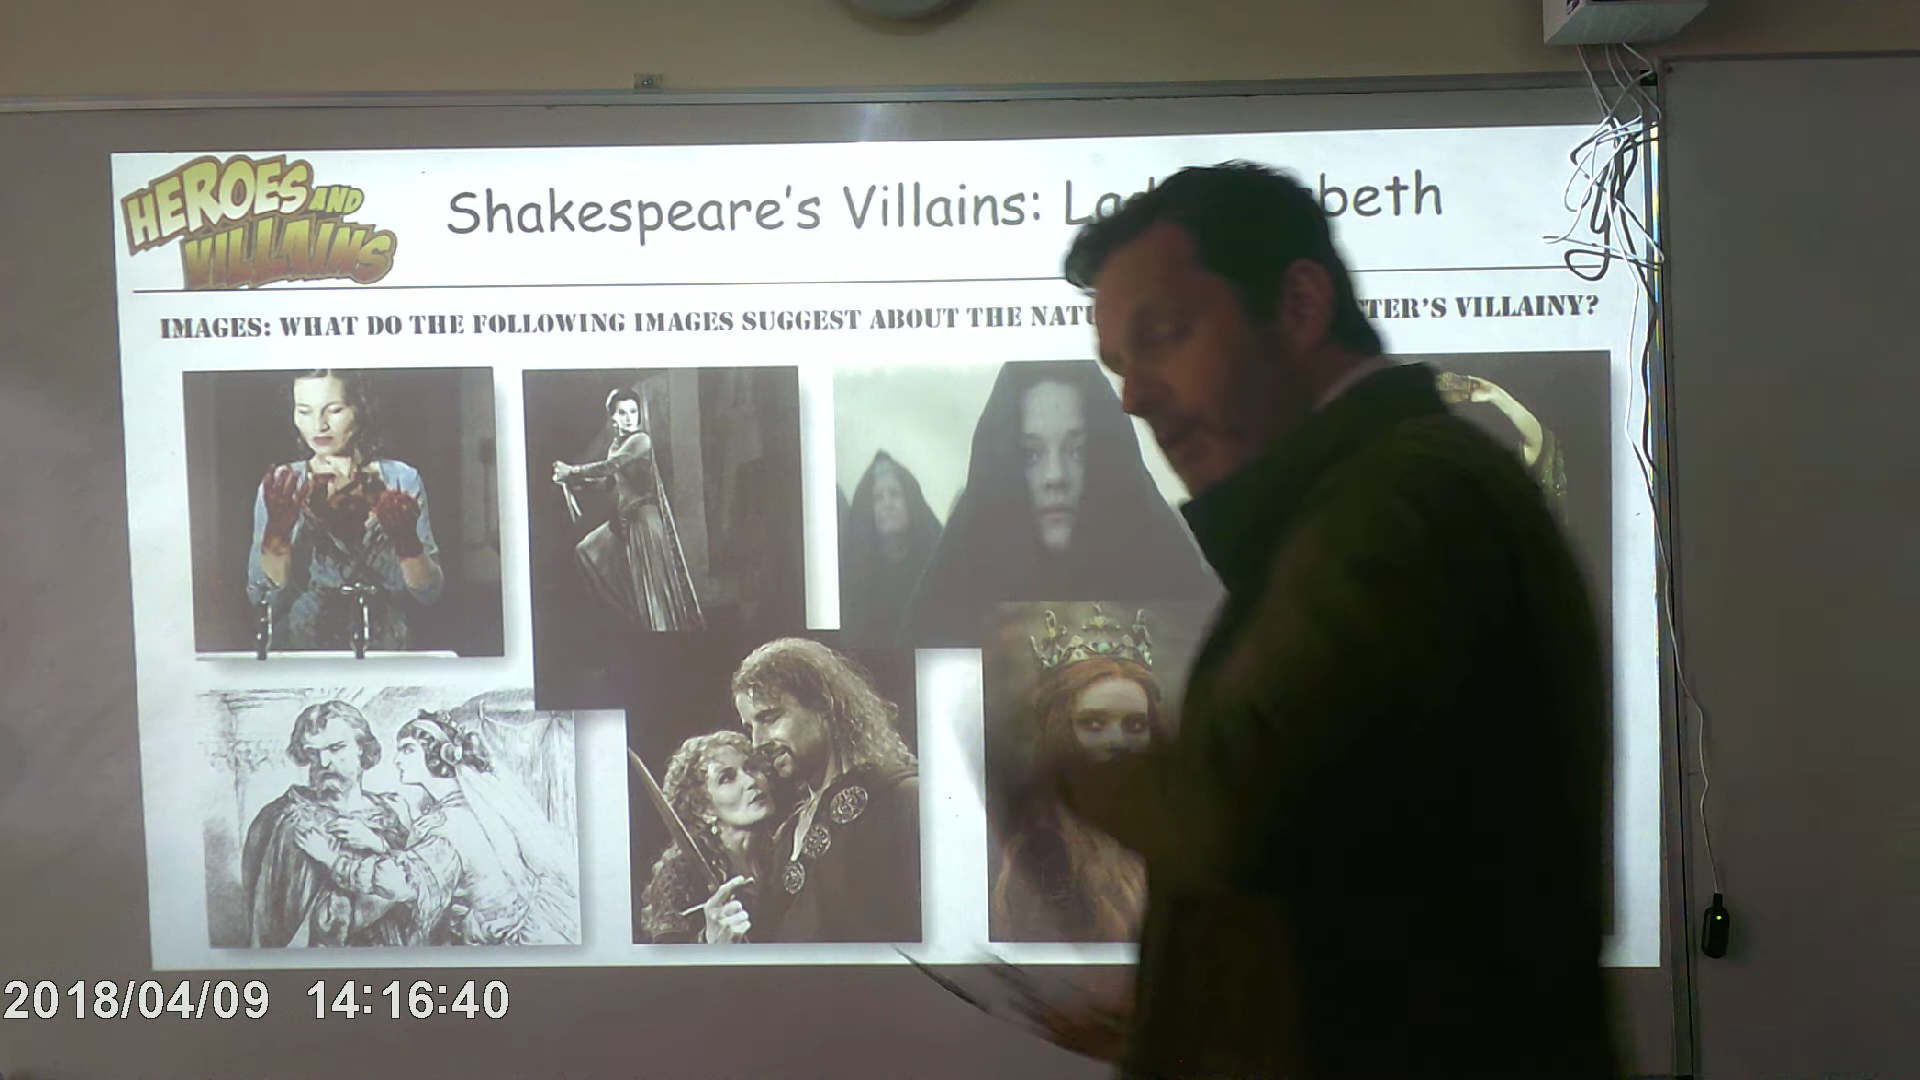 HEROES AND
VILLAINS
Shakespeare's Villains: La beth
IMAGES: WHAT DO THE FOLLOWING IMAGES SUGGEST ABOUT THE NATU TER'S VILLAINY?
2018/04/09 14:16:40